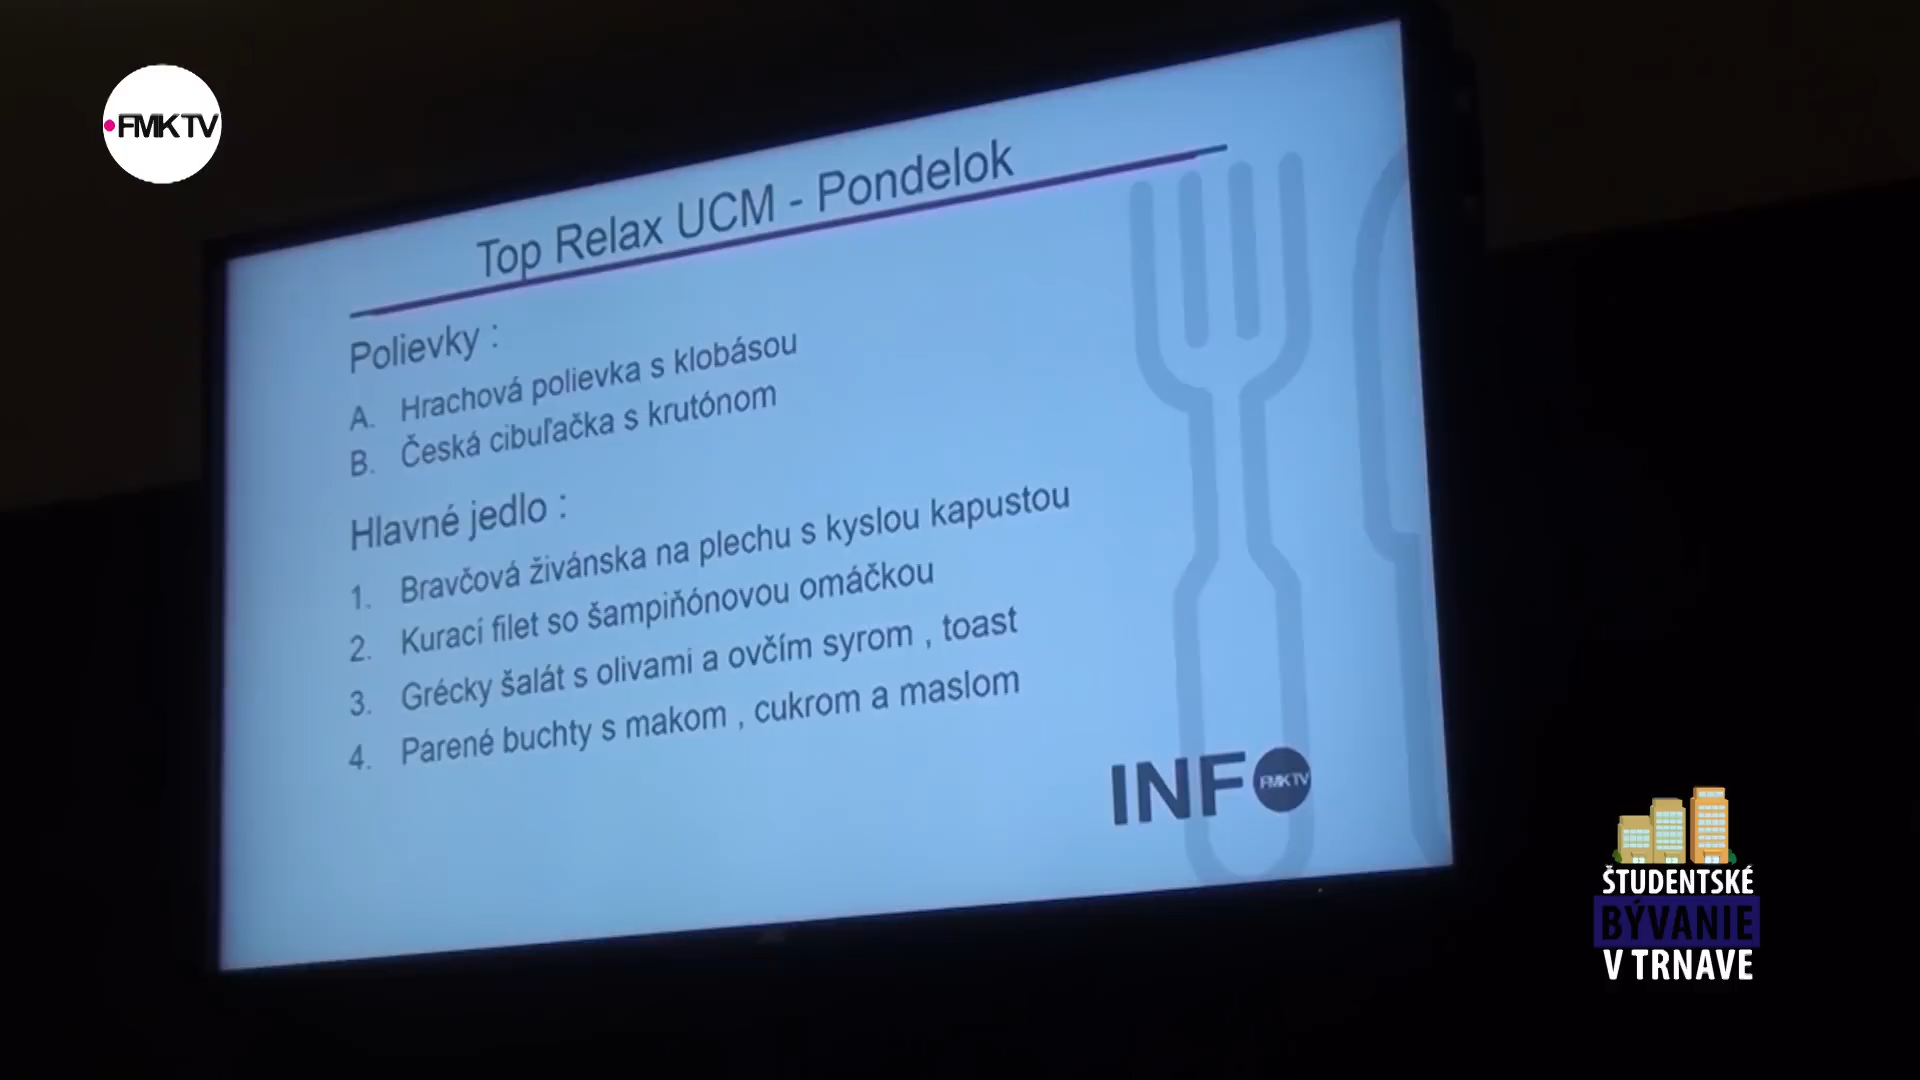 FMK TV
Top Relax UCM - Pondelok
Polievky :
A. Hrachová polievka s klobásou
B. Česká cibuľačka s krutónom
Hlavné jedlo :
1. Bravčová živánska na plechu s kyslou kapustou
2. Kurací filet so šampiňónovou omáčkou
3. Grécky šalát s olivami a ovčím syrom , toast
4. Parené buchty s makom , cukrom a maslom
INFO
FMK TV
ŠTUDENTSKÉ
BÝVANIE
V TRNAVE